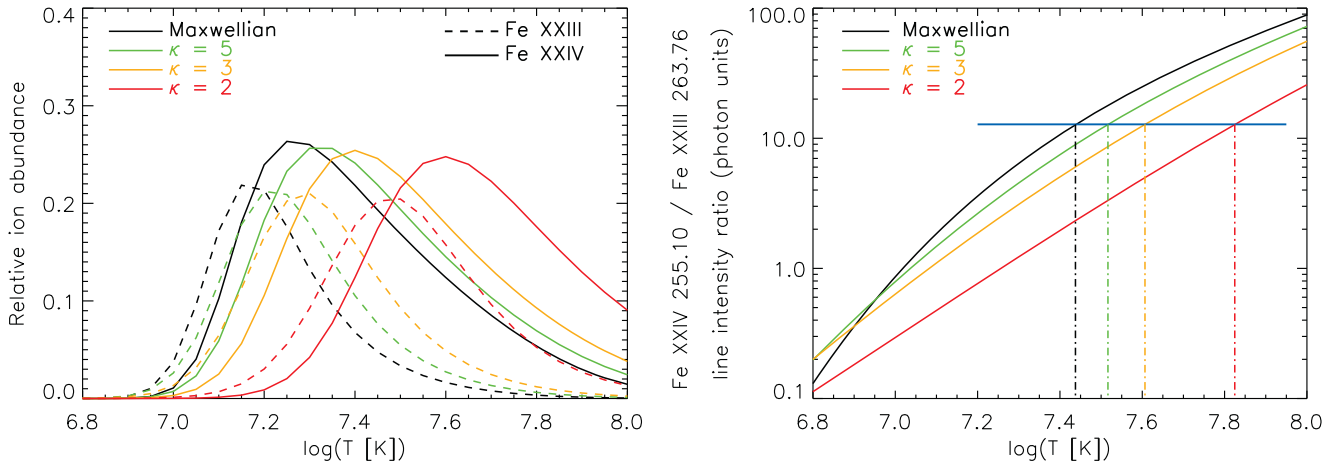 Relative ion abundance
0.4
0.3
0.2
0.1
0.0
Maxwellian
κ = 5
κ = 3
κ = 2
Fe XXIII
Fe XXIV
6.8 7.0 7.2 7.4 7.6 7.8 8.0
log(T [K])
Fe XXIV 255.10 / Fe XXIII 263.76
line intensity ratio (photon units)
100.0
10.0
1.0
0.1
Maxwellian
κ = 5
κ = 3
κ = 2
6.8 7.0 7.2 7.4 7.6 7.8 8.0
log(T [K])